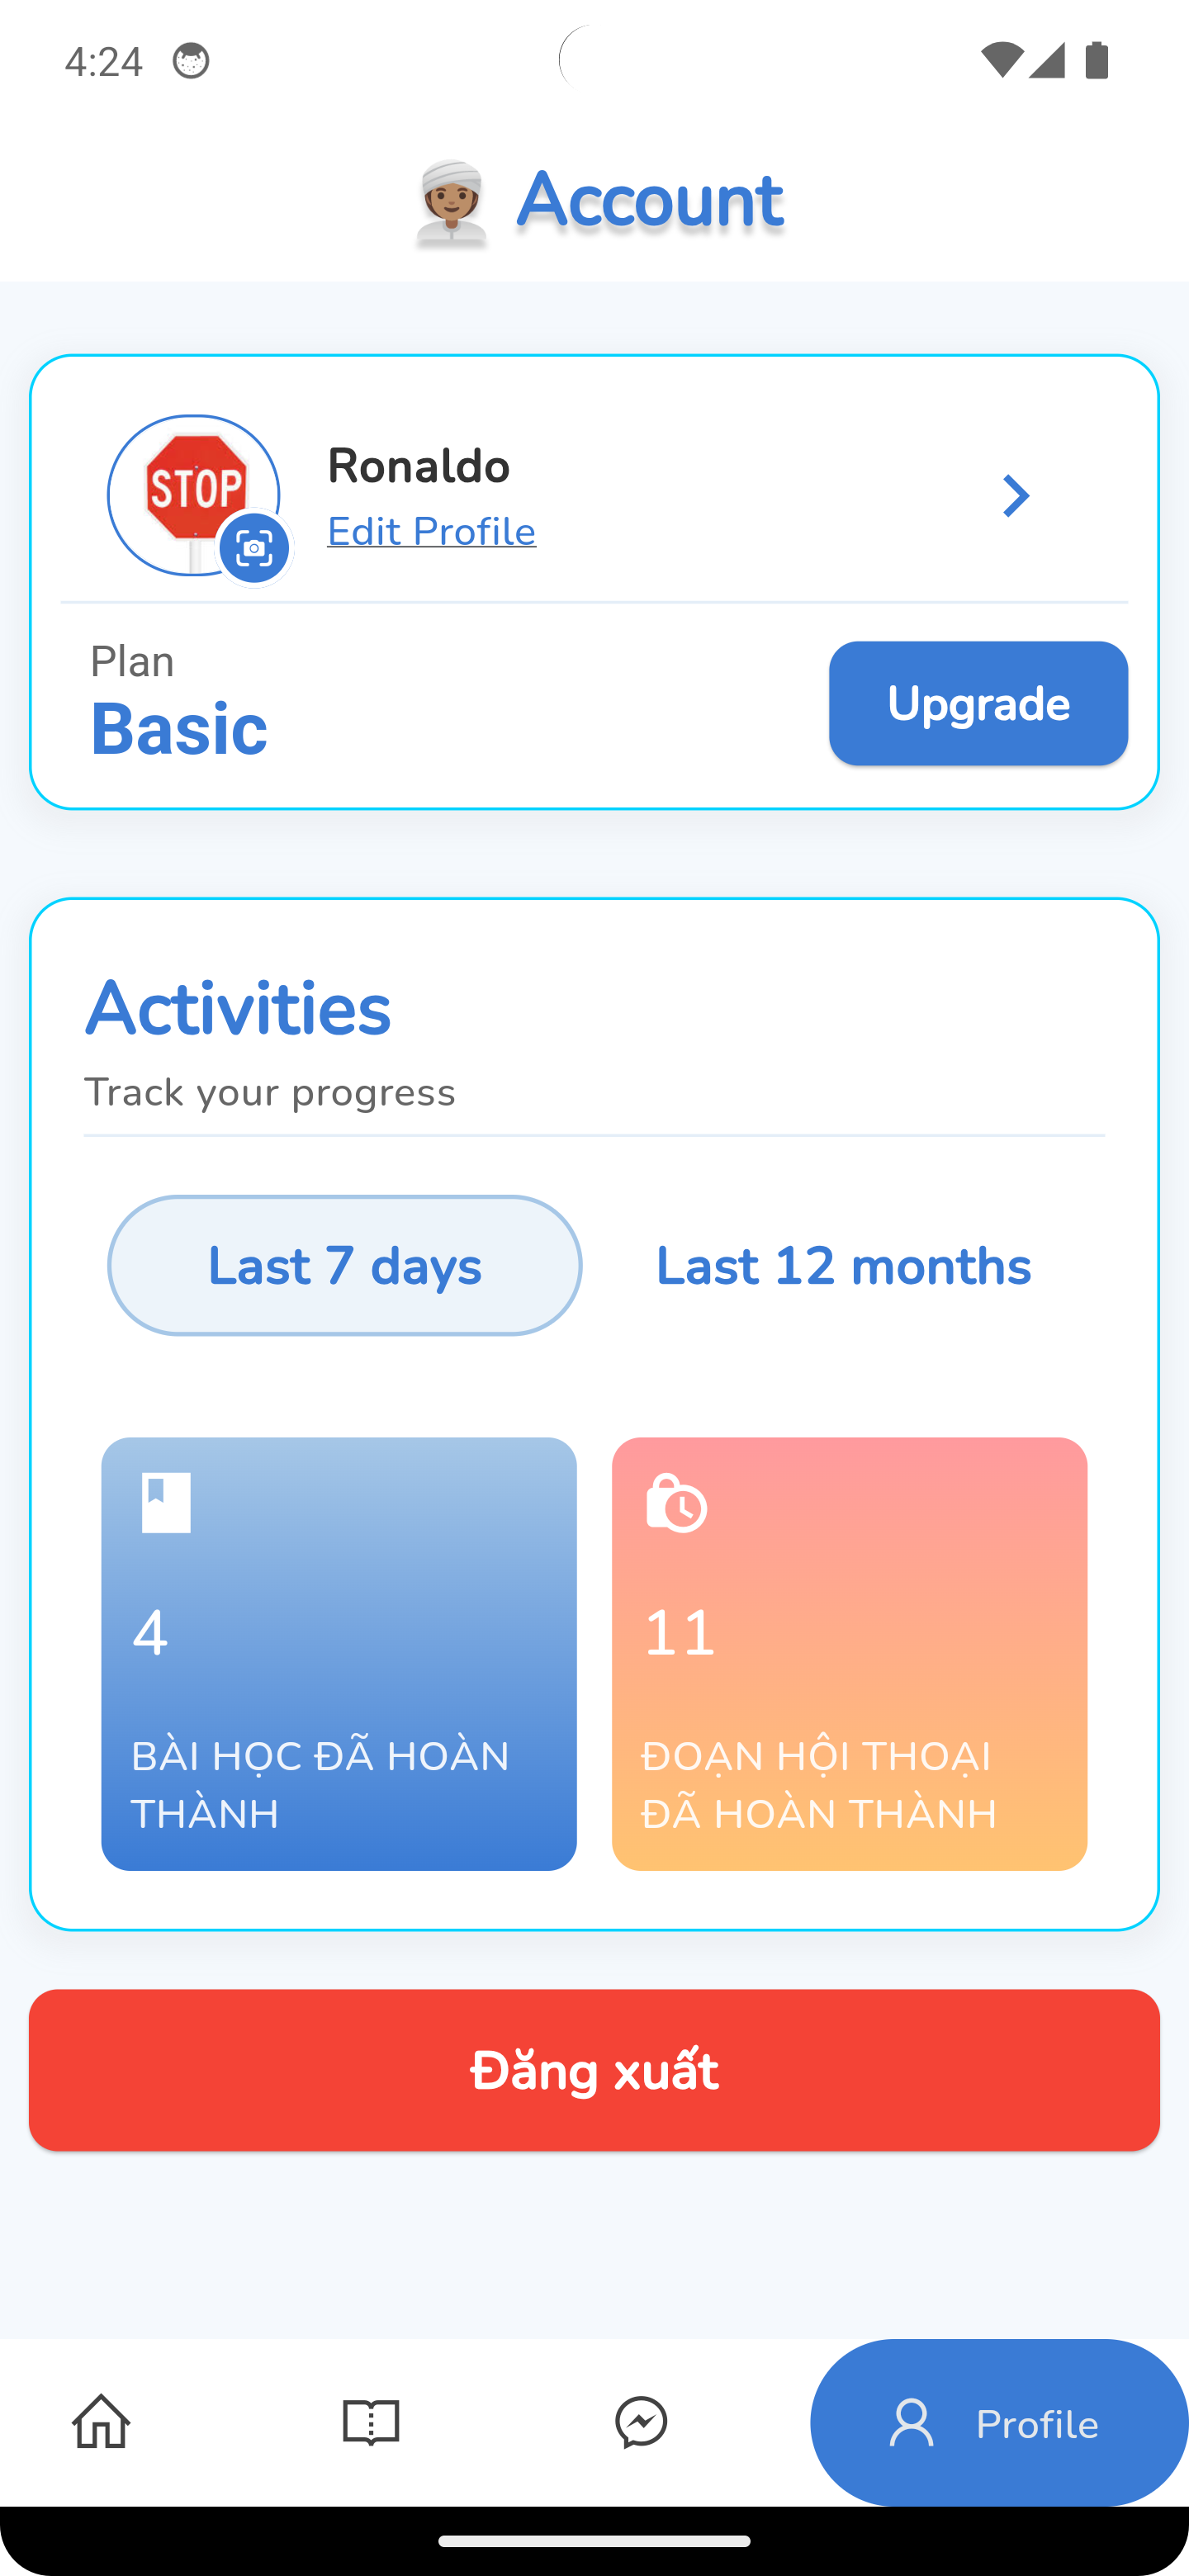 4:24
Account
STOP
Ronaldo
Edit Profile
Plan
Basic
Upgrade
Activities
Track your progress
Last 7 days
Last 12 months
4
BÀI HỌC ĐÃ HOÀN
THÀNH
11
ĐOẠN HỘI THOẠI
ĐÃ HOÀN THÀNH
Đăng xuất
Profile